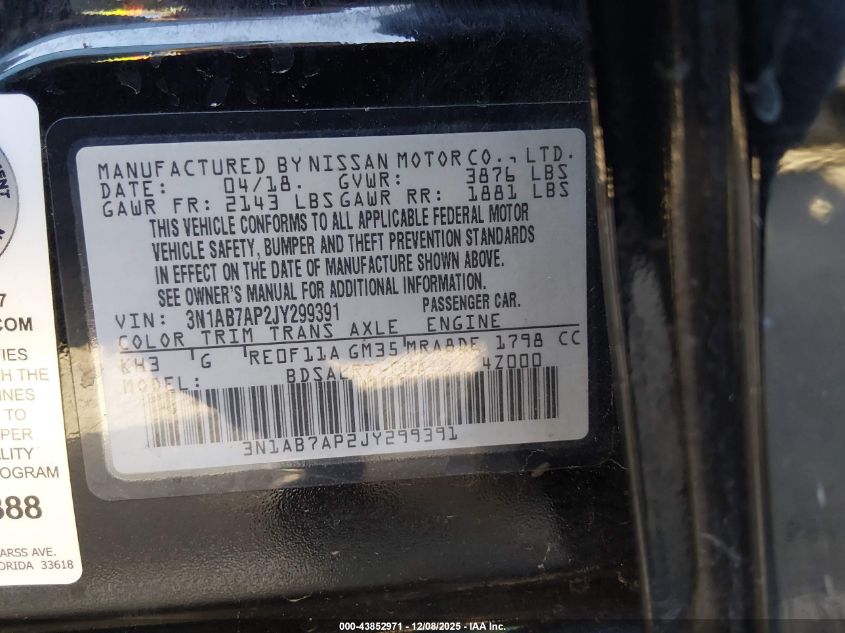 MANUFACTURED BY NISSAN MOTOR CO., LTD.
DATE: 04/18. GVWR: 3876 LBS
GAWR FR: 2143 LBS GAWR RR: 1881 LBS
THIS VEHICLE CONFORMS TO ALL APPLICABLE FEDERAL MOTOR
VEHICLE SAFETY, BUMPER AND THEFT PREVENTION STANDARDS
IN EFFECT ON THE DATE OF MANUFACTURE SHOWN ABOVE.
SEE OWNER'S MANUAL FOR ADDITIONAL INFORMATION.
VIN: 3N1AB7AP2JY299391 PASSENGER CAR.
COLOR TRIM TRANS AXLE ENGINE
KH3 G RE0F11A GM35 MRA8DE 1798 CC
MODEL: 4Z000
3N1AB7AP2JY299391
7
COM
IES
H THE
INES
TO
PER
LITY
OGRAM
888
ARSS AVE.
ORIDA 33618
000-43852971 - 12/08/2025 - IAA Inc.